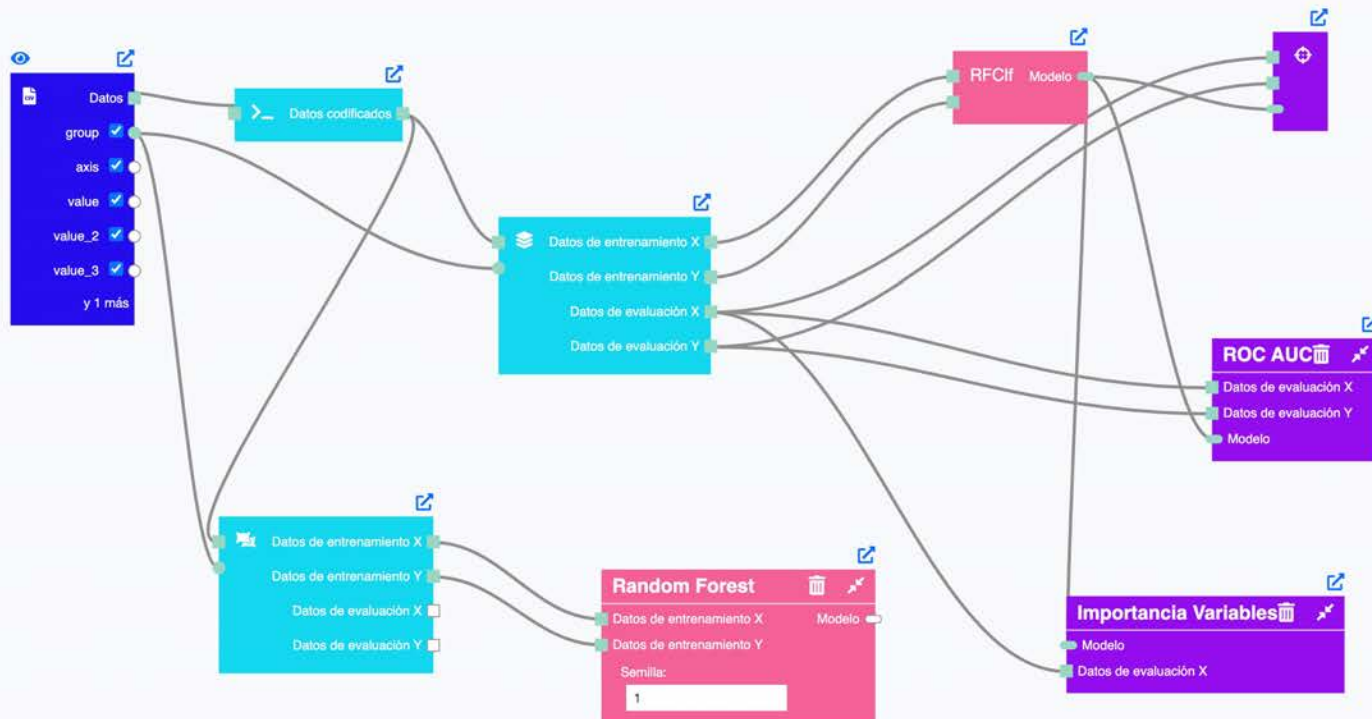 csv
Datos
group
axis
value
value_2
value_3
y 1 más
Datos codificados
Datos de entrenamiento X
Datos de entrenamiento Y
Datos de evaluación X
Datos de evaluación Y
RFClf Modelo
ROC AUC
Datos de evaluación X
Datos de evaluación Y
Modelo
Datos de entrenamiento X
Datos de entrenamiento Y
Datos de evaluación X
Datos de evaluación Y
Random Forest
Datos de entrenamiento X Modelo
Datos de entrenamiento Y
Semilla:
1
Importancia Variables
Modelo
Datos de evaluación X